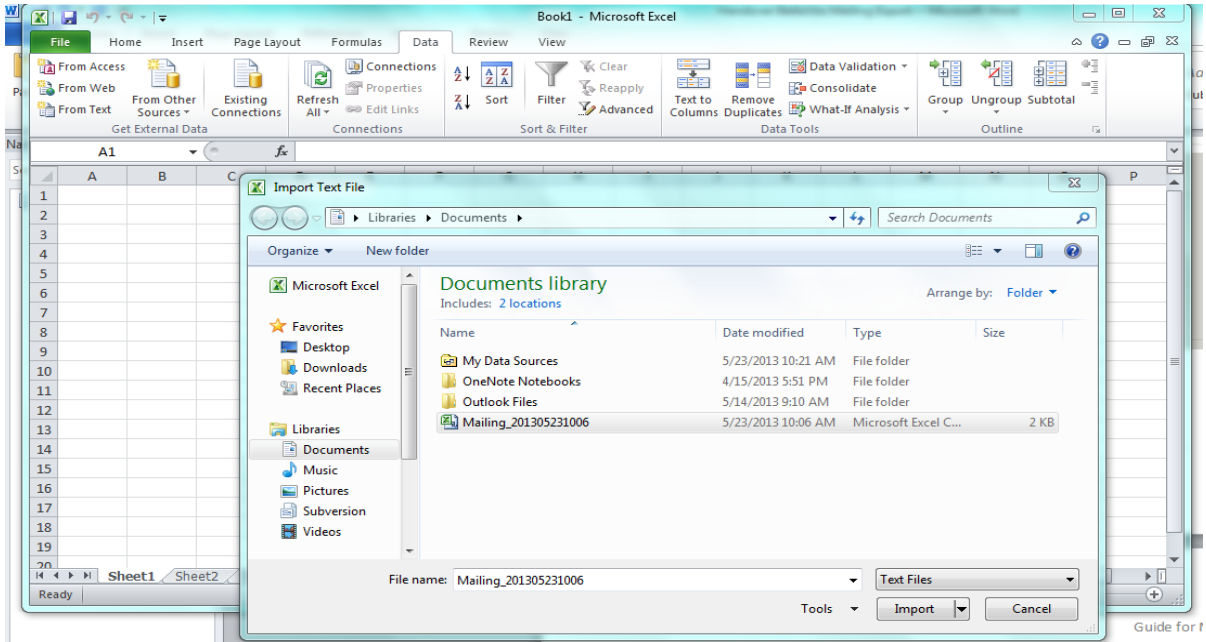 Book1 - Microsoft Excel
File Home Insert Page Layout Formulas Data Review View
From Access
From Web
From Text
From Other Sources
Existing Connections
Get External Data
Refresh All
Connections
Properties
Edit Links
Connections
Sort
Filter
Clear
Reapply
Advanced
Sort & Filter
Text to Columns
Remove Duplicates
Data Validation
Consolidate
What-If Analysis
Data Tools
Group Ungroup Subtotal
Outline
A1 fx
A B C P
1
2
3
4
5
6
7
8
9
10
11
12
13
14
15
16
17
18
19
20
Import Text File
Libraries Documents
Search Documents
Organize New folder
Microsoft Excel
Favorites
Desktop
Downloads
Recent Places
Libraries
Documents
Music
Pictures
Subversion
Videos
Documents library
Includes: 2 locations
Arrange by: Folder
Name Date modified Type Size
My Data Sources 5/23/2013 10:21 AM File folder
OneNote Notebooks 4/15/2013 5:51 PM File folder
Outlook Files 5/14/2013 9:10 AM File folder
Mailing_201305231006 5/23/2013 10:06 AM Microsoft Excel C... 2 KB
File name: Mailing_201305231006 Text Files
Tools Import Cancel
Sheet1 Sheet2
Ready
Guide for